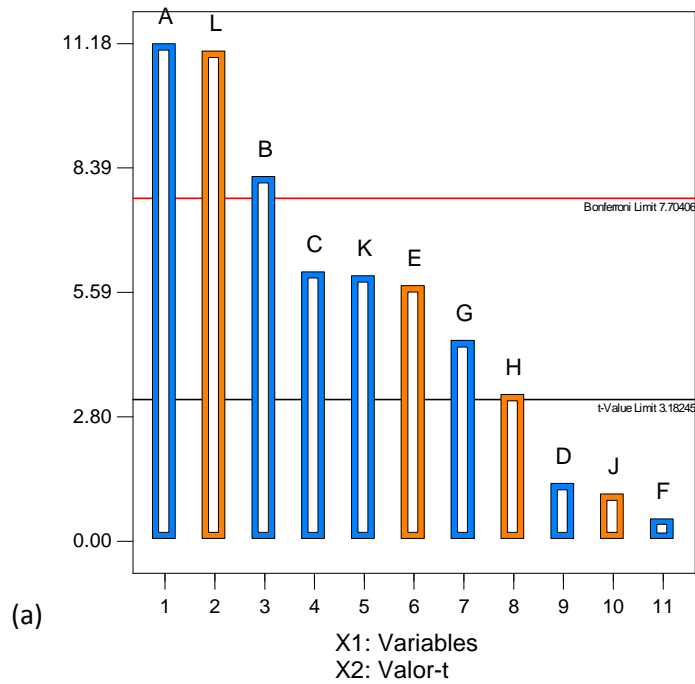 A
L
11.18
B
8.39
Bonferroni Limit 7.70406
C
K
E
5.59
G
H
t-Value Limit 3.18245
2.80
D
J
F
0.00
1 2 3 4 5 6 7 8 9 10 11
(a)
X1: Variables
X2: Valor-t